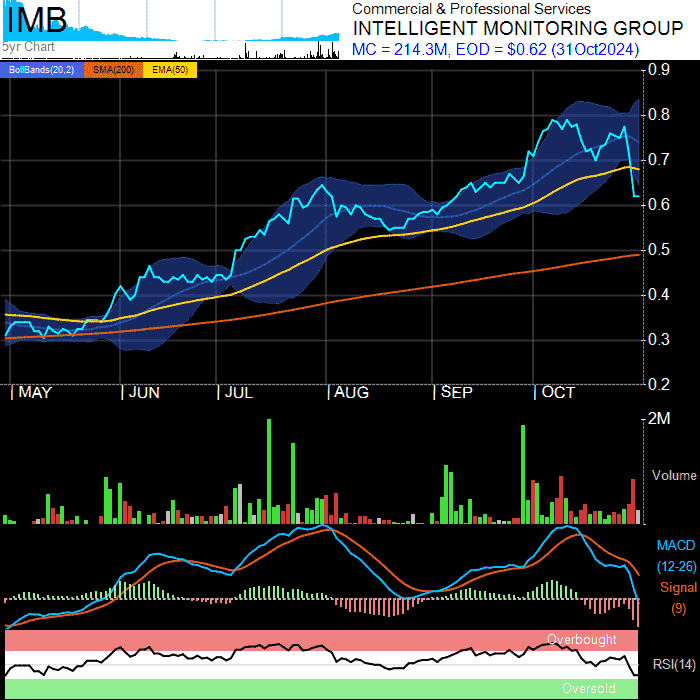 IMB
5yr Chart
Commercial & Professional Services
INTELLIGENT MONITORING GROUP
MC = 214.3M, EOD = $0.62 (31Oct2024)
BollBands(20,2) SMA(200) EMA(50)
0.9
0.8
0.7
0.6
0.5
0.4
0.3
0.2
MAY JUN JUL AUG SEP OCT
2M
Volume
MACD
(12-26)
Signal
(9)
Overbought
RSI(14)
Oversold